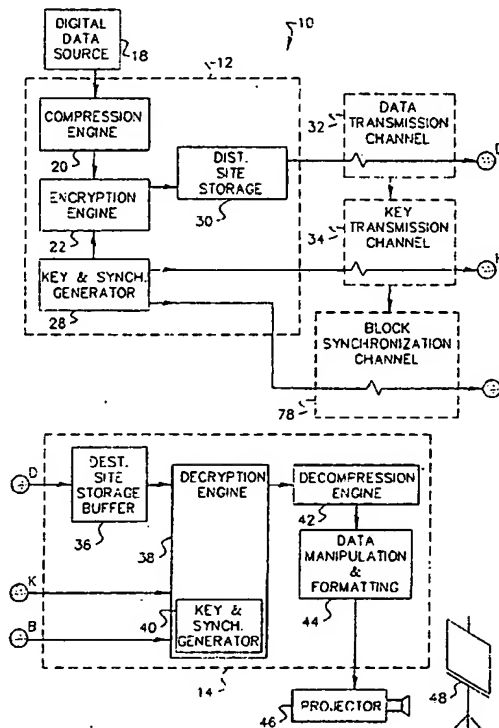 DIGITAL
DATA
SOURCE
18
10
12
COMPRESSION
ENGINE
20
ENCRYPTION
ENGINE
22
KEY & SYNCH.
GENERATOR
28
DIST.
SITE
STORAGE
30
32
DATA
TRANSMISSION
CHANNEL
D
34
KEY
TRANSMISSION
CHANNEL
BLOCK
SYNCHRONIZATION
CHANNEL
78
D
DEST.
SITE
STORAGE
BUFFER
36
DECRYPTION
ENGINE
38
DECOMPRESSION
ENGINE
42
DATA
MANIPULATION
&
FORMATTING
44
K
40
KEY &
SYNCH.
GENERATOR
B
14
PROJECTOR
46
48